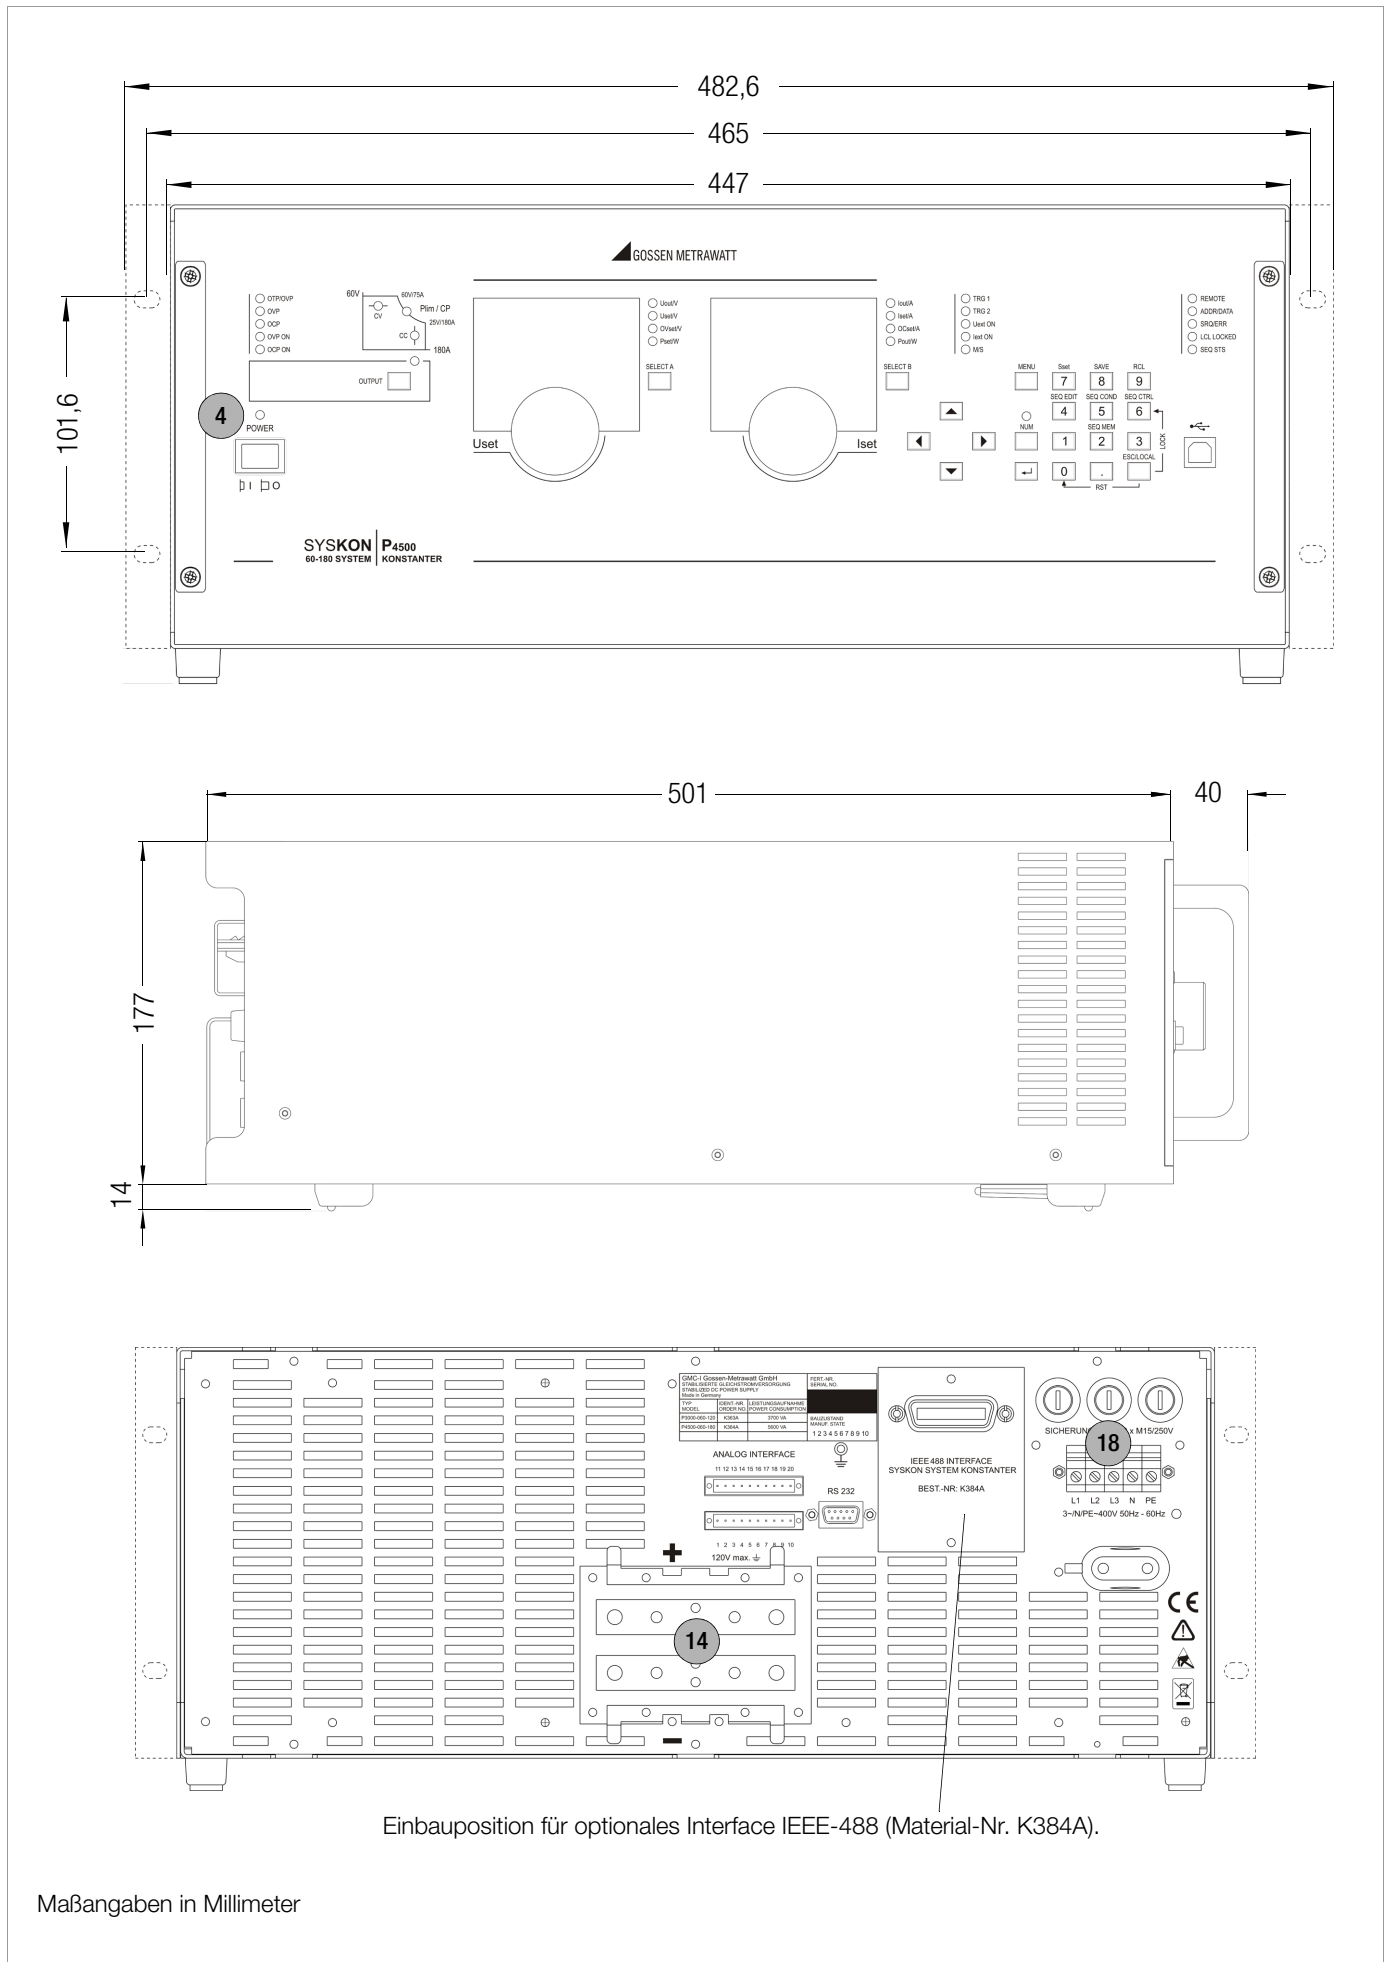 482,6
465
447
GOSSEN METRAWATT
OTP/OVP
OVP
OCP
OVP ON
OCP ON
60V
60V/75A
Plim / CP
CV
25V/180A
CC
180A
OUTPUT
4
POWER
I O
Uout/V
Uset/V
OVset/V
Pset/W
SELECT A
Uset
Iout/A
Iset/A
OCset/A
Pout/W
SELECT B
Iset
TRG 1
TRG 2
Uext ON
Iext ON
M/S
REMOTE
ADDR/DATA
SRQ/ERR
LCL LOCKED
SEQ STS
MENU Sset SAVE RCL
7 8 9
SEQ EDIT SEQ COND SEQ CTRL
4 5 6
NUM SEQ MEM
1 2 3
LOCK
ESC/LOCAL
0 .
RST
101,6
SYSKON P4500
60-180 SYSTEM KONSTANTER
501
40
177
14
GMC-I Gossen-Metrawatt GmbH
STABILISIERTE GLEICHSTROMVERSORGUNG
STABILIZED DC POWER SUPPLY
Made in Germany
FERT.-NR.
SERIAL NO.
TYP IDENT.-NR. LEISTUNGSAUFNAHME
MODEL ORDER NO. POWER CONSUMPTION
P3000-060-120 K363A 3700 VA
P4500-060-180 K364A 5600 VA
BAUZUSTAND
MANUF. STATE
1 2 3 4 5 6 7 8 9 10
ANALOG INTERFACE
11 12 13 14 15 16 17 18 19 20
RS 232
1 2 3 4 5 6 7 8 9 10
120V max.
+
IEEE 488 INTERFACE
SYSKON SYSTEM KONSTANTER
BEST.-NR: K384A
SICHERUNG x M15/250V
18
L1 L2 L3 N PE
3~/N/PE~400V 50Hz - 60Hz
14
CE
−
Einbauposition für optionales Interface IEEE-488 (Material-Nr. K384A).
Maßangaben in Millimeter